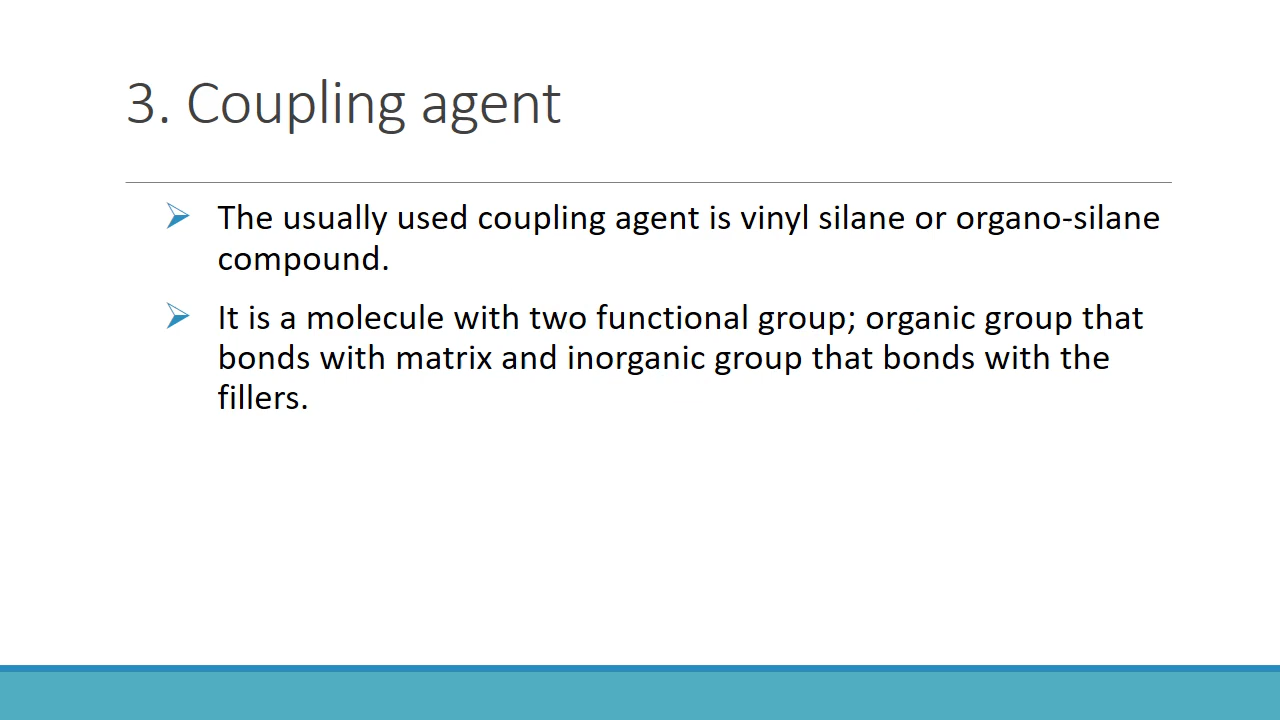 3. Coupling agent
The usually used coupling agent is vinyl silane or organo-silane
compound.
It is a molecule with two functional group; organic group that
bonds with matrix and inorganic group that bonds with the
fillers.